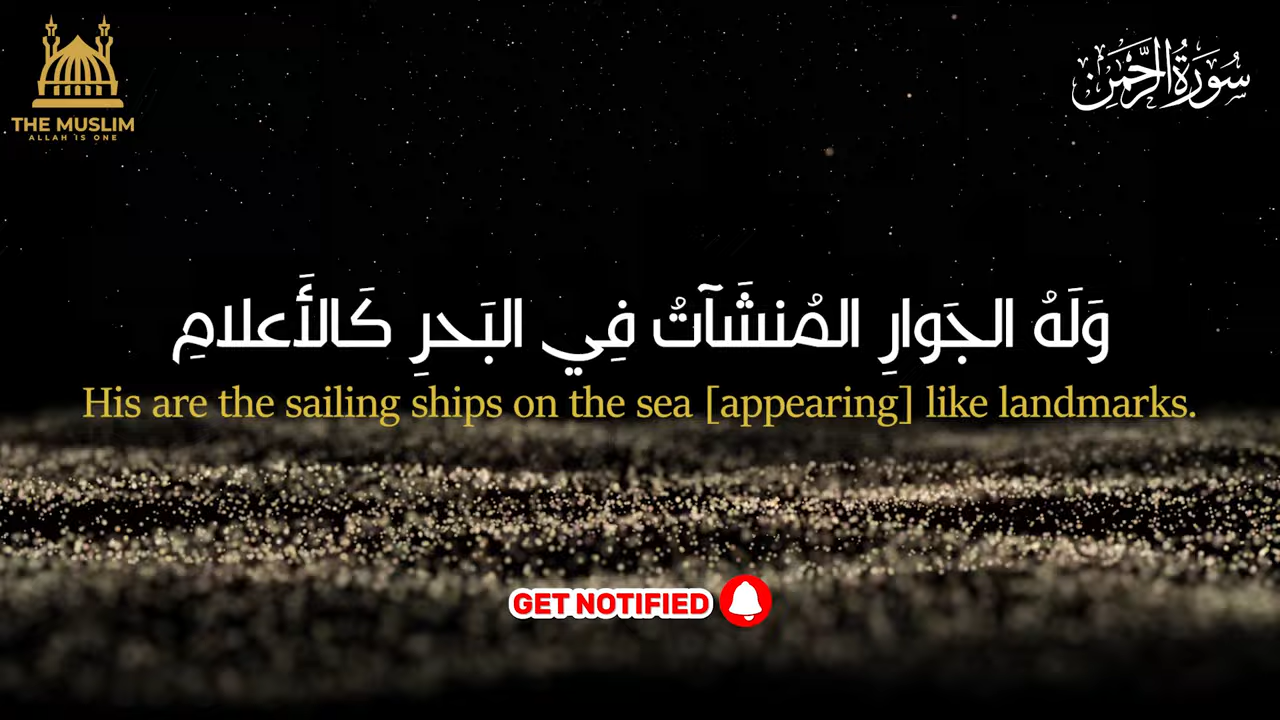 THE MUSLIM
ALLAH IS ONE
سُورَةُ الرَّحْمَٰن
وَلَهُ الجَوارِ المُنشَآتُ فِي البَحرِ كَالأَعلامِ
His are the sailing ships on the sea [appearing] like landmarks.
GET NOTIFIED